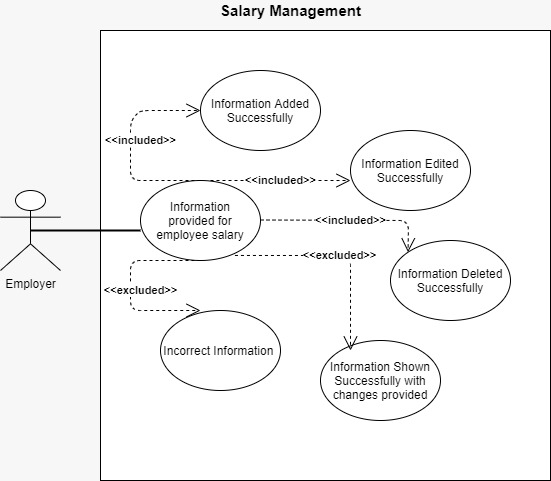 Salary Management
Information Added
Successfully
<<included>>
Information Edited
Successfully
<<included>>
Information
provided for
employee salary
<<included>>
<<excluded>>
Employer
Information Deleted
Successfully
<<excluded>>
Incorrect Information
Information Shown
Successfully with
changes provided